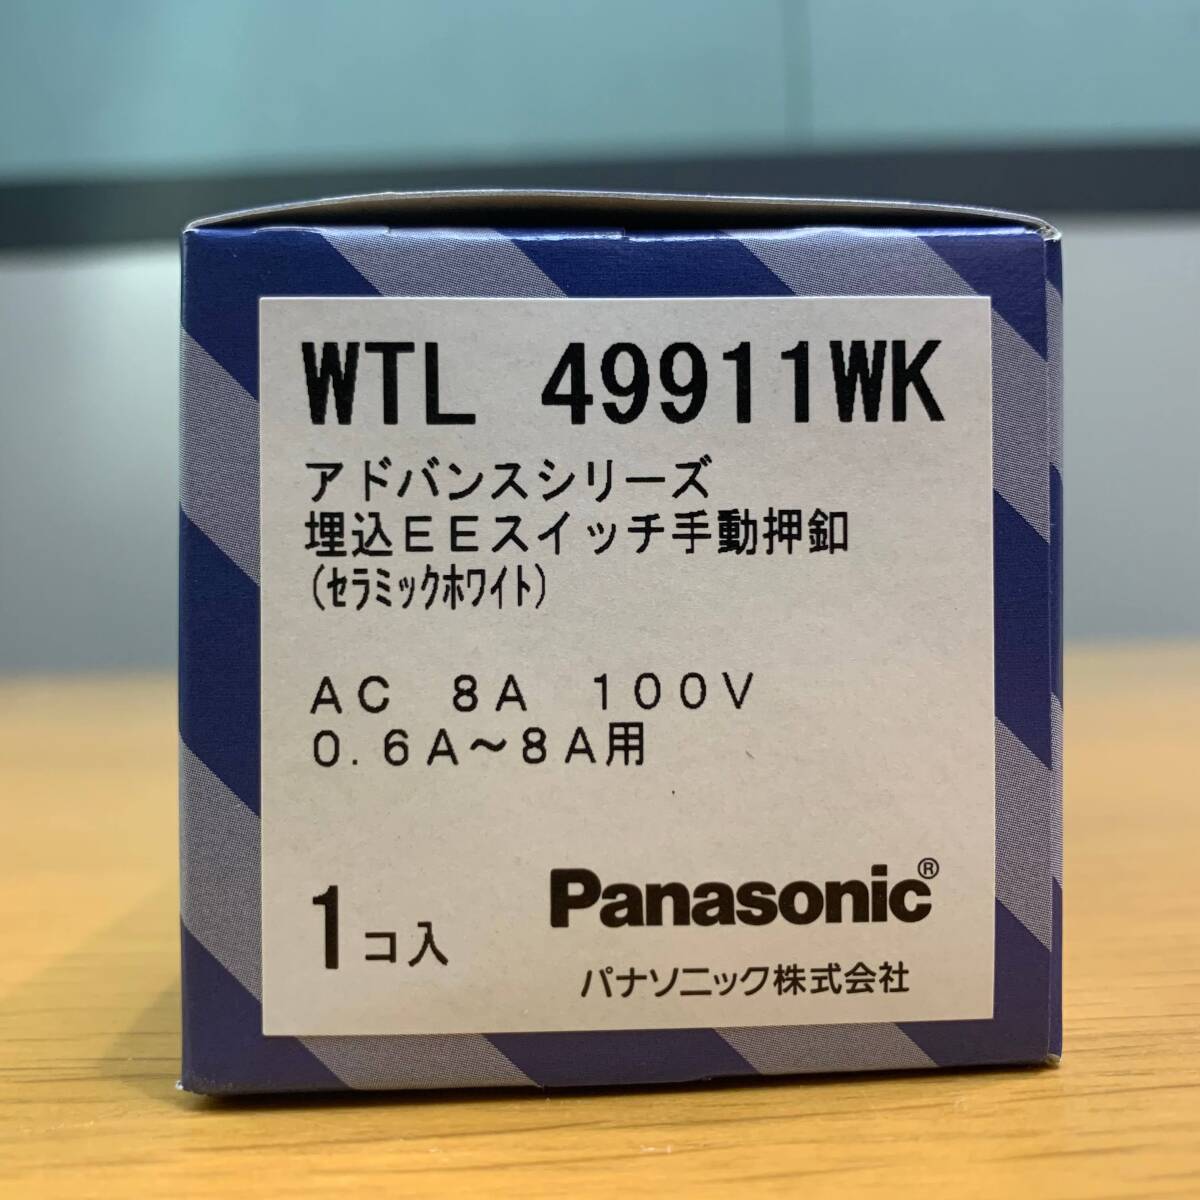 WTL 49911WK
アドバンスシリーズ
埋込EEスイッチ手動押釦
(セラミックホワイト)
AC 8A 100V
0.6A～8A用
1コ入
Panasonic®
パナソニック株式会社